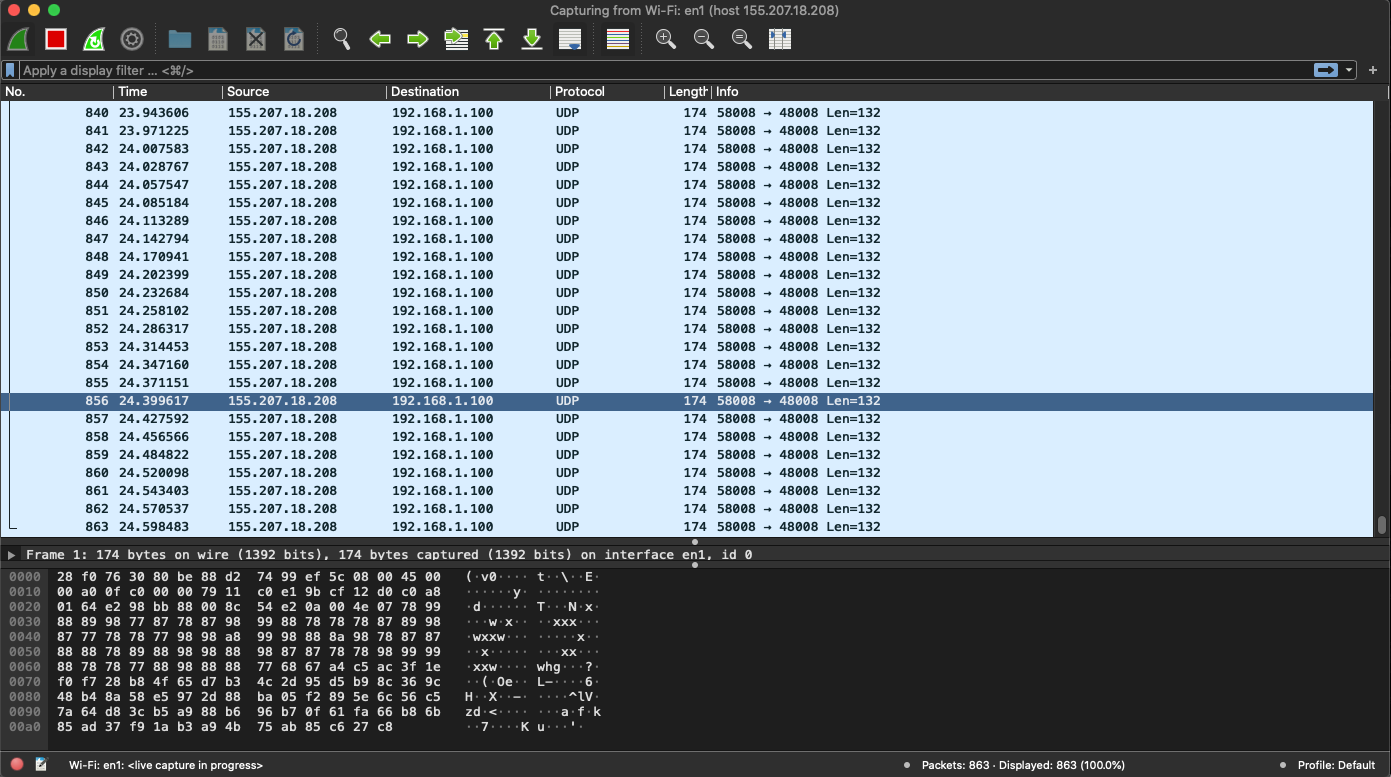 Capturing from Wi-Fi: en1 (host 155.207.18.208)
Apply a display filter ... <⌘/>
No. Time Source Destination Protocol Length Info
840 23.943606 155.207.18.208 192.168.1.100 UDP 174 58008 → 48008 Len=132
841 23.971225 155.207.18.208 192.168.1.100 UDP 174 58008 → 48008 Len=132
842 24.007583 155.207.18.208 192.168.1.100 UDP 174 58008 → 48008 Len=132
843 24.028767 155.207.18.208 192.168.1.100 UDP 174 58008 → 48008 Len=132
844 24.057547 155.207.18.208 192.168.1.100 UDP 174 58008 → 48008 Len=132
845 24.085184 155.207.18.208 192.168.1.100 UDP 174 58008 → 48008 Len=132
846 24.113289 155.207.18.208 192.168.1.100 UDP 174 58008 → 48008 Len=132
847 24.142794 155.207.18.208 192.168.1.100 UDP 174 58008 → 48008 Len=132
848 24.170941 155.207.18.208 192.168.1.100 UDP 174 58008 → 48008 Len=132
849 24.202399 155.207.18.208 192.168.1.100 UDP 174 58008 → 48008 Len=132
850 24.232684 155.207.18.208 192.168.1.100 UDP 174 58008 → 48008 Len=132
851 24.258102 155.207.18.208 192.168.1.100 UDP 174 58008 → 48008 Len=132
852 24.286317 155.207.18.208 192.168.1.100 UDP 174 58008 → 48008 Len=132
853 24.314453 155.207.18.208 192.168.1.100 UDP 174 58008 → 48008 Len=132
854 24.347160 155.207.18.208 192.168.1.100 UDP 174 58008 → 48008 Len=132
855 24.371151 155.207.18.208 192.168.1.100 UDP 174 58008 → 48008 Len=132
856 24.399617 155.207.18.208 192.168.1.100 UDP 174 58008 → 48008 Len=132
857 24.427592 155.207.18.208 192.168.1.100 UDP 174 58008 → 48008 Len=132
858 24.456566 155.207.18.208 192.168.1.100 UDP 174 58008 → 48008 Len=132
859 24.484822 155.207.18.208 192.168.1.100 UDP 174 58008 → 48008 Len=132
860 24.520098 155.207.18.208 192.168.1.100 UDP 174 58008 → 48008 Len=132
861 24.543403 155.207.18.208 192.168.1.100 UDP 174 58008 → 48008 Len=132
862 24.570537 155.207.18.208 192.168.1.100 UDP 174 58008 → 48008 Len=132
863 24.598483 155.207.18.208 192.168.1.100 UDP 174 58008 → 48008 Len=132
Frame 1: 174 bytes on wire (1392 bits), 174 bytes captured (1392 bits) on interface en1, id 0
0000 28 f0 76 30 80 be 88 d2 74 99 ef 5c 08 00 45 00 (·v0···· t··\··E·
0010 00 a0 0f c0 00 00 79 11 c0 e1 9b cf 12 d0 c0 a8 ······y· ········
0020 01 64 e2 98 bb 88 00 8c 54 e2 0a 00 4e 07 78 99 ·d······ T···N·x·
0030 88 89 98 77 87 78 87 98 99 88 78 78 78 87 89 98 ···w·x·· ··xxx···
0040 87 77 78 78 77 98 98 a8 99 98 88 8a 98 78 87 87 ·wxxw··· ·····x··
0050 88 88 78 89 88 98 98 88 98 87 87 78 78 98 99 99 ··x····· ···xx···
0060 88 78 78 77 88 98 88 88 77 68 67 a4 c5 ac 3f 1e ·xxw···· whg···?·
0070 f0 f7 28 b8 4f 65 d7 b3 4c 2d 95 d5 b9 8c 36 9c ··(·Oe·· L-····6·
0080 48 b4 8a 58 e5 97 2d 88 ba 05 f2 89 5e 6c 56 c5 H··X··-· ····^lV·
0090 7a 64 d8 3c b5 a9 88 b6 96 b7 0f 61 fa 66 b8 6b zd·<···· ···a·f·k
00a0 85 ad 37 f9 1a b3 a9 4b 75 ab 85 c6 27 c8 ··7····K u···'·
Wi-Fi: en1: <live capture in progress> Packets: 863 · Displayed: 863 (100.0%) Profile: Default